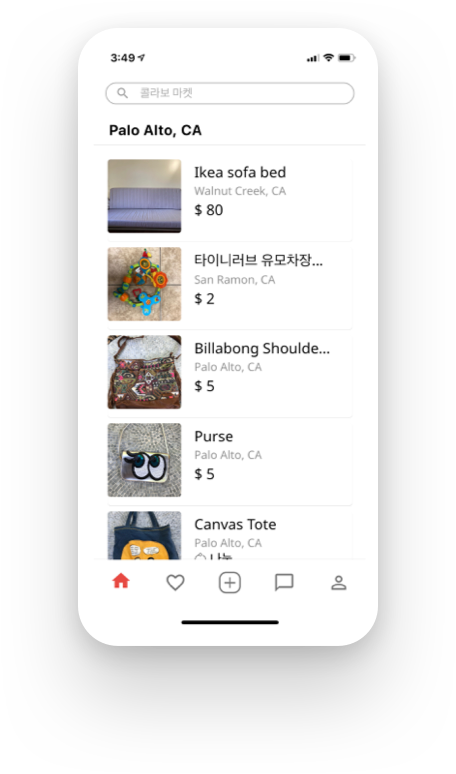 3:49
콜라보 마켓
Palo Alto, CA
Ikea sofa bed
Walnut Creek, CA
$ 80
타이니러브 유모차장...
San Ramon, CA
$ 2
Billabong Shoulde...
Palo Alto, CA
$ 5
Purse
Palo Alto, CA
$ 5
Canvas Tote
Palo Alto, CA